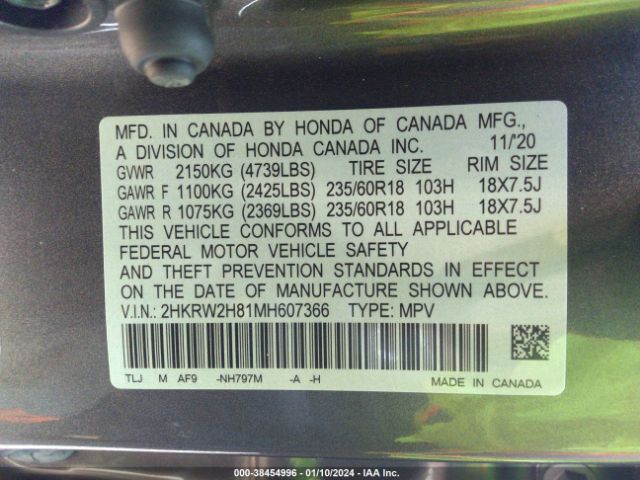 MFD. IN CANADA BY HONDA OF CANADA MFG.,
A DIVISION OF HONDA CANADA INC. 11/'20
GVWR 2150KG (4739LBS) TIRE SIZE RIM SIZE
GAWR F 1100KG (2425LBS) 235/60R18 103H 18X7.5J
GAWR R 1075KG (2369LBS) 235/60R18 103H 18X7.5J
THIS VEHICLE CONFORMS TO ALL APPLICABLE
FEDERAL MOTOR VEHICLE SAFETY
AND THEFT PREVENTION STANDARDS IN EFFECT
ON THE DATE OF MANUFACTURE SHOWN ABOVE.
V.I.N.: 2HKRW2H81MH607366 TYPE: MPV
TLJ M AF9 -NH797M -A -H MADE IN CANADA
000-38454996 - 01/10/2024 - IAA Inc.